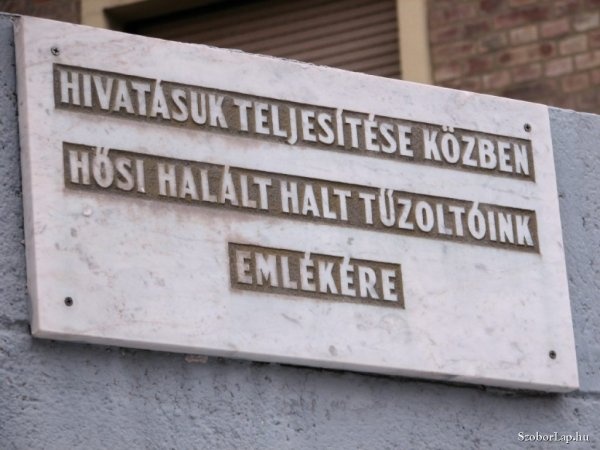 HIVATÁSUK TELJESÍTÉSE KÖZBEN
HŐSI HALÁLT HALT TŰZOLTÓINK
EMLÉKÉRE
SzoborLap.hu